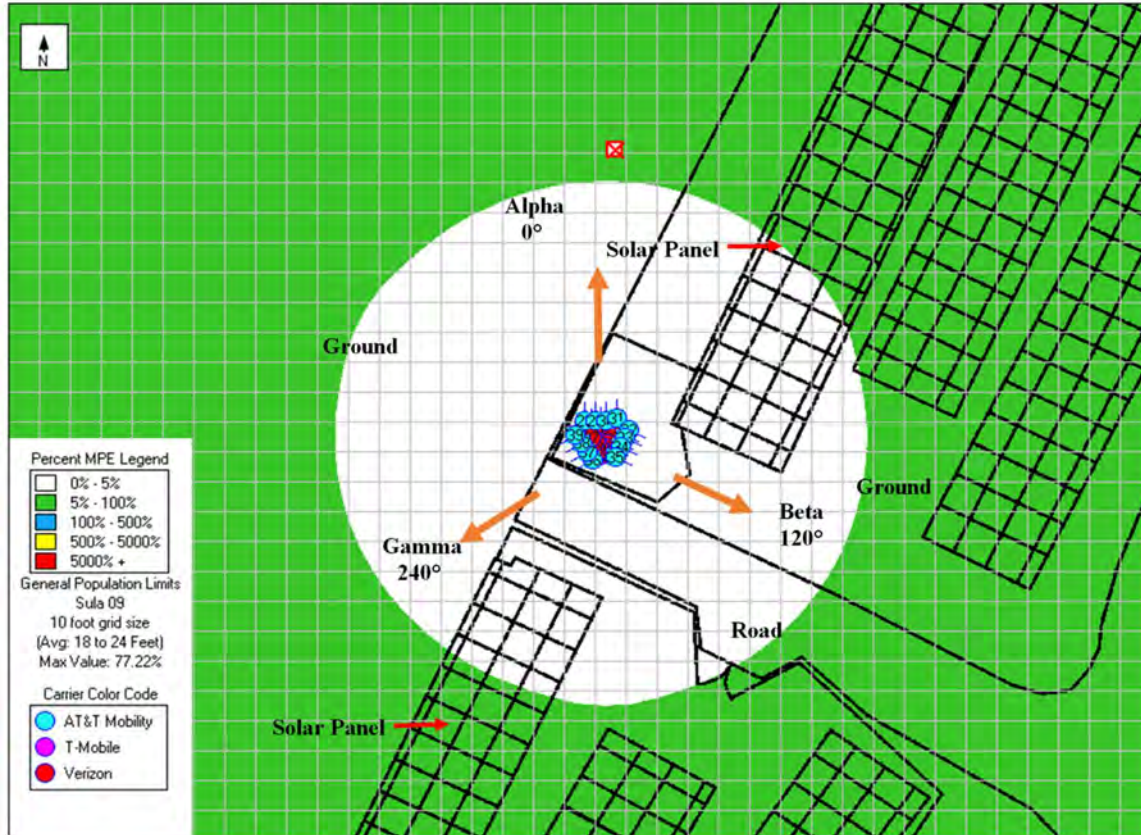 N
Alpha
0°
Solar Panel
Ground
Ground
Beta
120°
Gamma
240°
Road
Solar Panel
Percent MPE Legend
0% - 5%
5% - 100%
100% - 500%
500% - 5000%
5000% +
General Population Limits
Sula 09
10 foot grid size
(Avg: 18 to 24 Feet)
Max Value: 77.22%
Carrier Color Code
AT&T Mobility
T-Mobile
Verizon